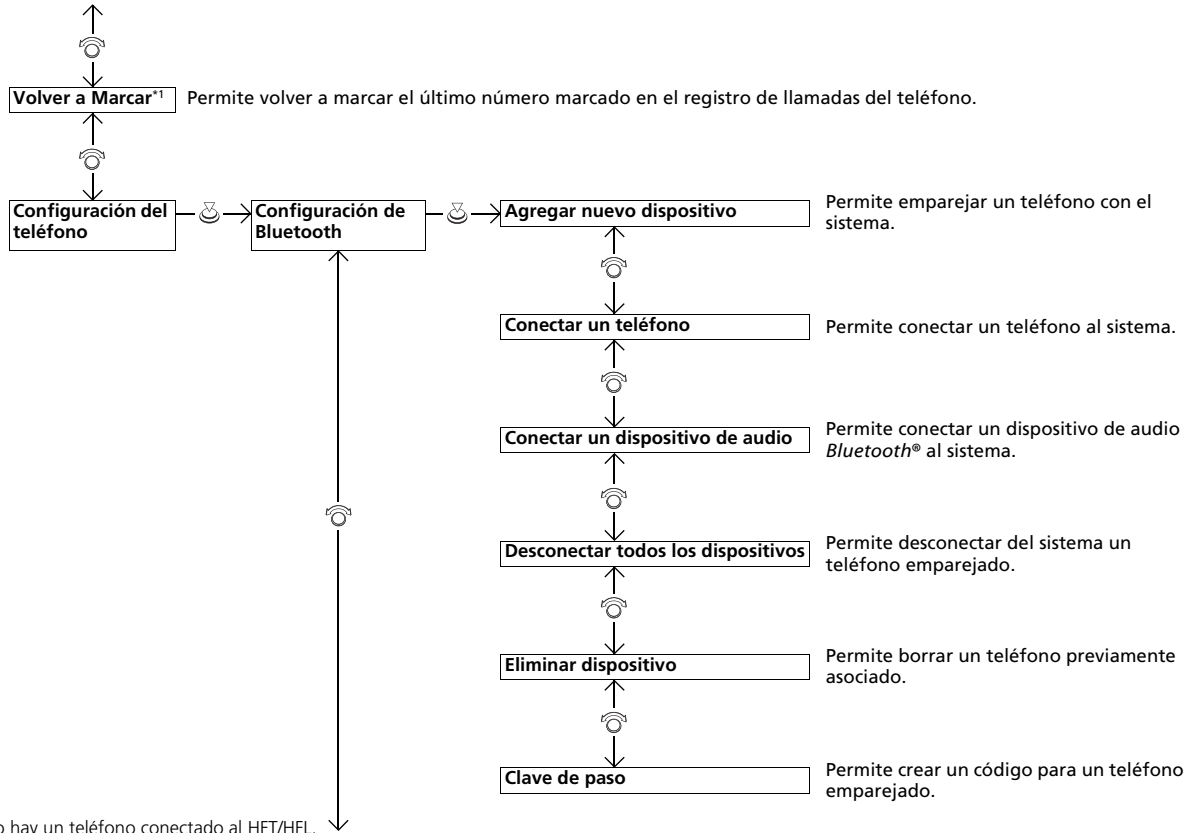 Volver a Marcar*1 Permite volver a marcar el último número marcado en el registro de llamadas del teléfono.
Configuración del
teléfono
Configuración de
Bluetooth
Agregar nuevo dispositivo
Permite emparejar un teléfono con el
sistema.
Conectar un teléfono
Permite conectar un teléfono al sistema.
Conectar un dispositivo de audio
Permite conectar un dispositivo de audio
Bluetooth® al sistema.
Desconectar todos los dispositivos
Permite desconectar del sistema un
teléfono emparejado.
Eliminar dispositivo
Permite borrar un teléfono previamente
asociado.
Clave de paso
Permite crear un código para un teléfono
emparejado.
hay un teléfono conectado al HFT/HFL.